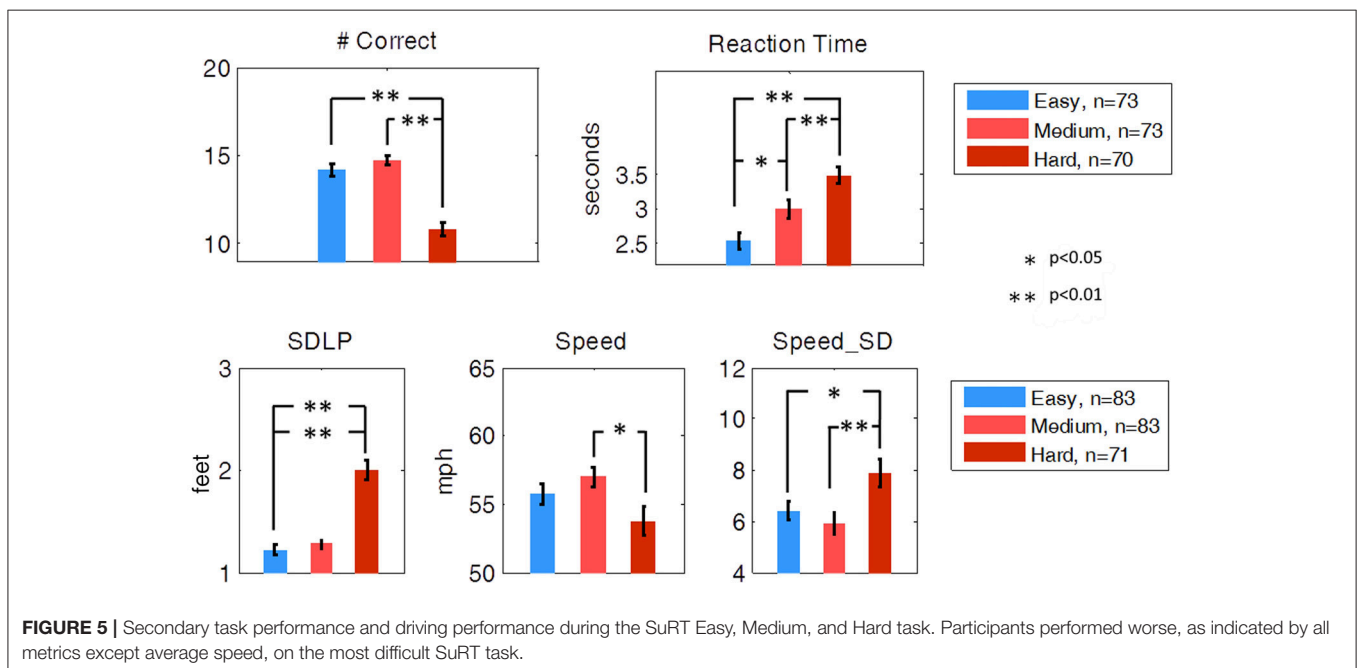 # Correct
20
15
10
**
**
Reaction Time
seconds
3.5
3
2.5
**
**
*
Easy, n=73
Medium, n=73
Hard, n=70
* p<0.05
** p<0.01
SDLP
feet
3
2
1
**
**
Speed
mph
65
60
55
50
*
Speed_SD
12
10
8
6
4
*
**
Easy, n=83
Medium, n=83
Hard, n=71
FIGURE 5 | Secondary task performance and driving performance during the SuRT Easy, Medium, and Hard task. Participants performed worse, as indicated by all
metrics except average speed, on the most difficult SuRT task.